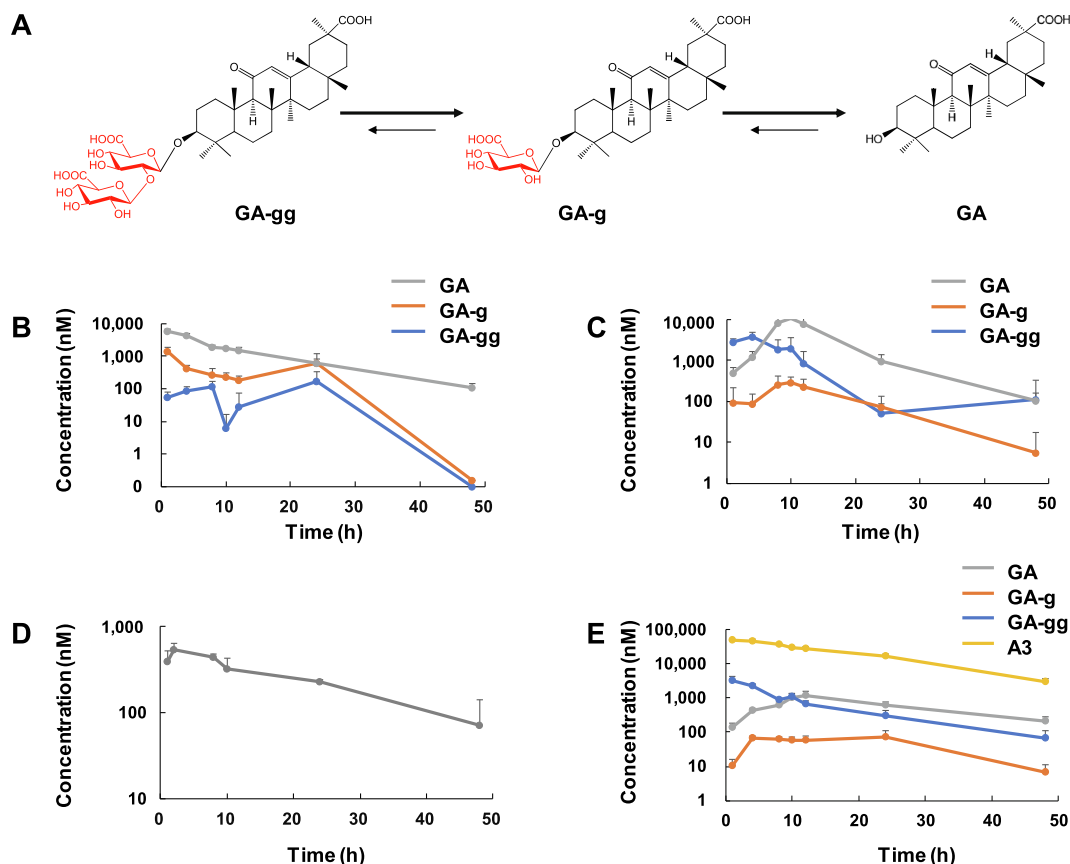 A
COOH
H
O
H
O
HOOC
HO
HO
O
O
HOOC
O
HO
HO
O
OH
GA-gg
COOH
H
O
H
O
HOOC
HO
HO
O
OH
GA-g
COOH
H
O
H
HO
GA
B
GA
GA-g
GA-gg
Concentration (nM)
10,000
1,000
100
10
1
0
0 10 20 30 40 50
Time (h)
C
GA
GA-g
GA-gg
Concentration (nM)
10,000
1,000
100
10
1
0 10 20 30 40 50
Time (h)
D
Concentration (nM)
1,000
100
10
0 10 20 30 40 50
Time (h)
E
GA
GA-g
GA-gg
A3
Concentration (nM)
100,000
10,000
1,000
100
10
1
0 10 20 30 40 50
Time (h)